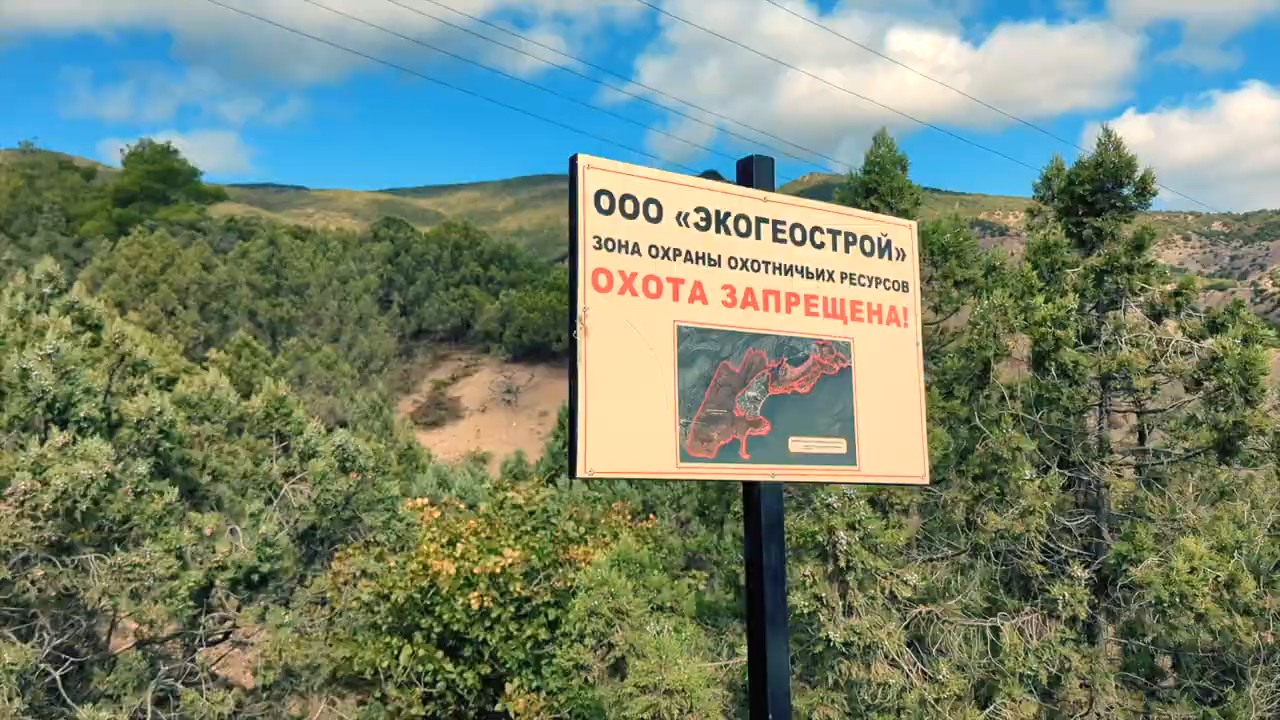 ООО «ЭКОГЕОСТРОЙ»
ЗОНА ОХРАНЫ ОХОТНИЧЬИХ РЕСУРСОВ
ОХОТА ЗАПРЕЩЕНА!